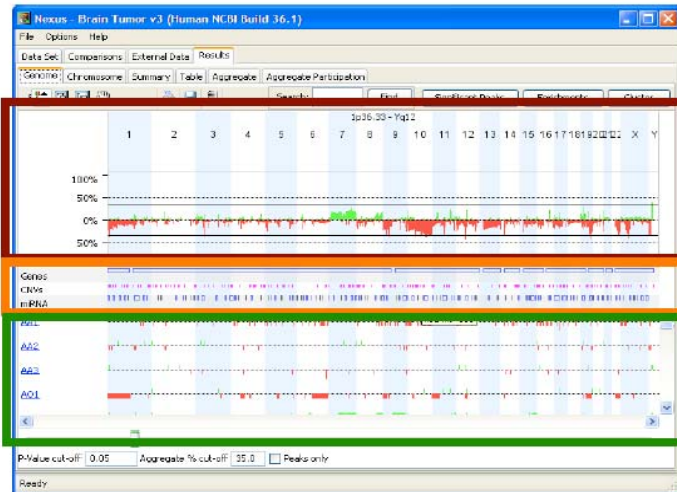 Nexus - Brain Tumor v3 (Human NCBI Build 36.1)
File Options Help
Data Set Comparisons External Data Results
Genome Chromosome Summary Table Aggregate Aggregate Participation
Search: Find Significant Peaks Enrichments Cluster
1p36.33 - Yq12
1 2 3 4 5 6 7 8 9 10 11 12 13 14 15 16 17 18 19 20 21 22 X Y
100%
50%
0%
50%
Genes
CNVs
mRNA
AA1
AA2
AA3
AO1
P-Value cut-off 0.05 Aggregate % cut-off 35.0 Peaks only
Ready